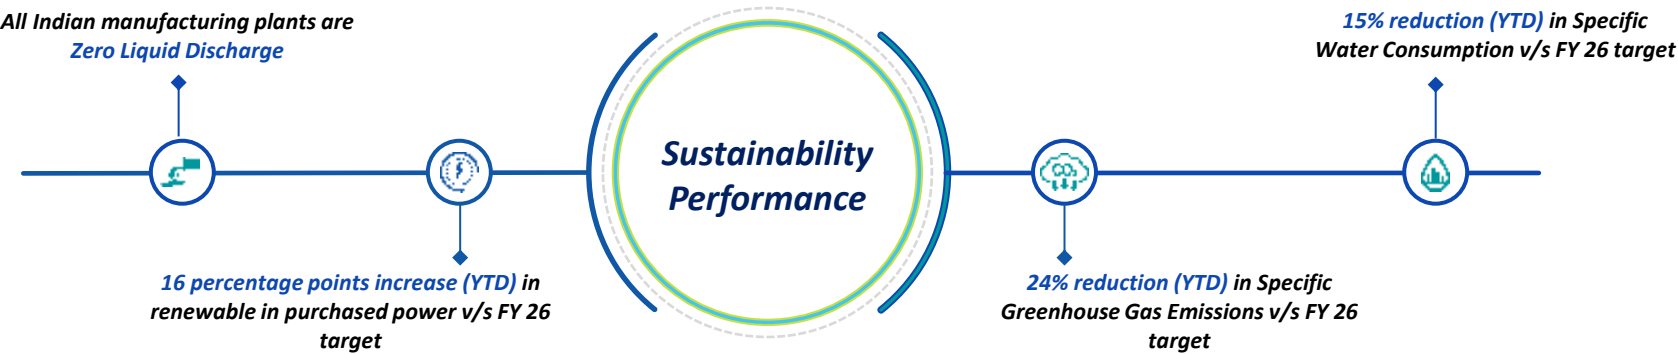 All Indian manufacturing plants are
Zero Liquid Discharge
16 percentage points increase (YTD) in
renewable in purchased power v/s FY 26
target
Sustainability
Performance
CO₂
24% reduction (YTD) in Specific
Greenhouse Gas Emissions v/s FY 26
target
15% reduction (YTD) in Specific
Water Consumption v/s FY 26 target